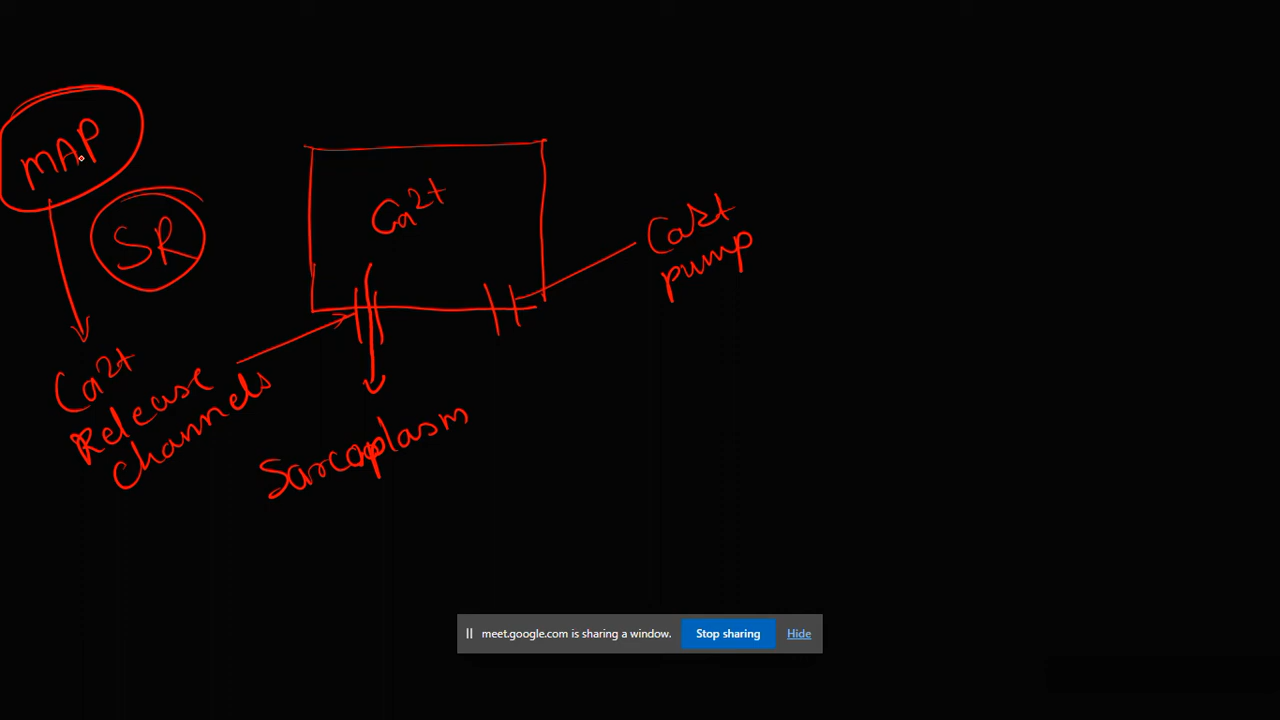 mAP
SR
Ca2+
Ca2+
pump
Ca2+
Release
channels
Sarcoplasm
meet.google.com is sharing a window.
Stop sharing
Hide